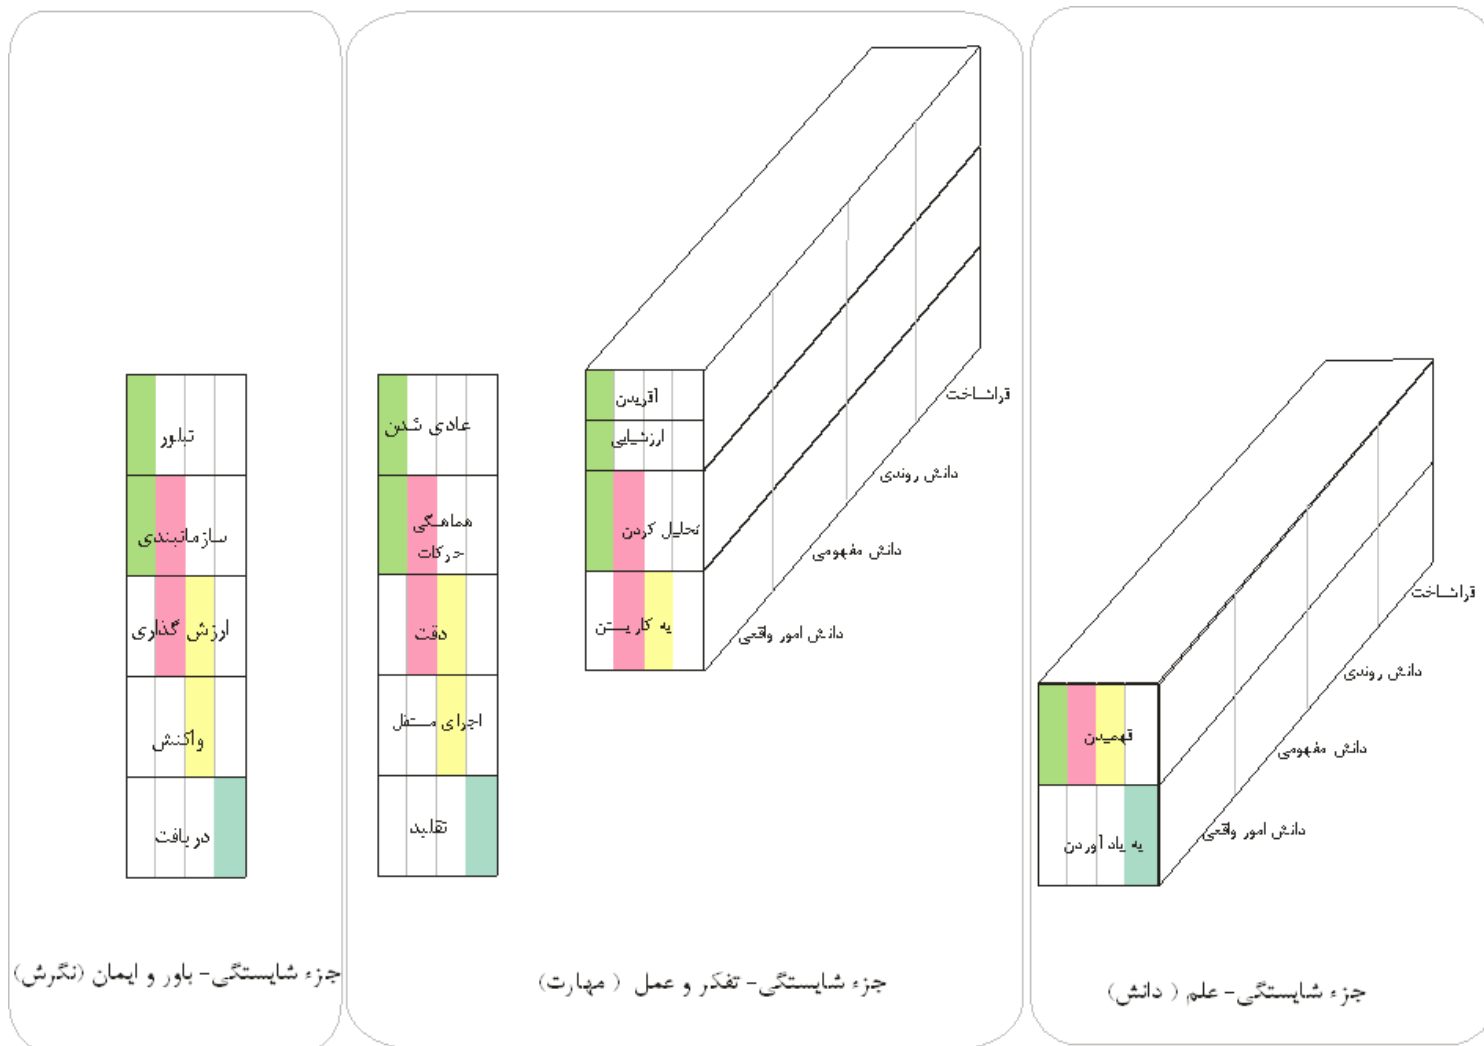 آفریدن
ارزشیابی
تحلیل کردن
به کار بستن
فراشناخت
دانش روندی
دانش مفهومی
دانش امور واقعی
عادی شدن
هماهنگی
حرکات
دقت
اجرای مستقل
تقلید
تبلور
سازمانبندی
ارزش گذاری
واکنش
دریافت
فهمیدن
به یاد آوردن
فراشناخت
دانش روندی
دانش مفهومی
دانش امور واقعی
جزء شایستگی- علم ( دانش)
جزء شایستگی- تفکر و عمل ( مهارت)
جزء شایستگی- باور و ایمان (نگرش)